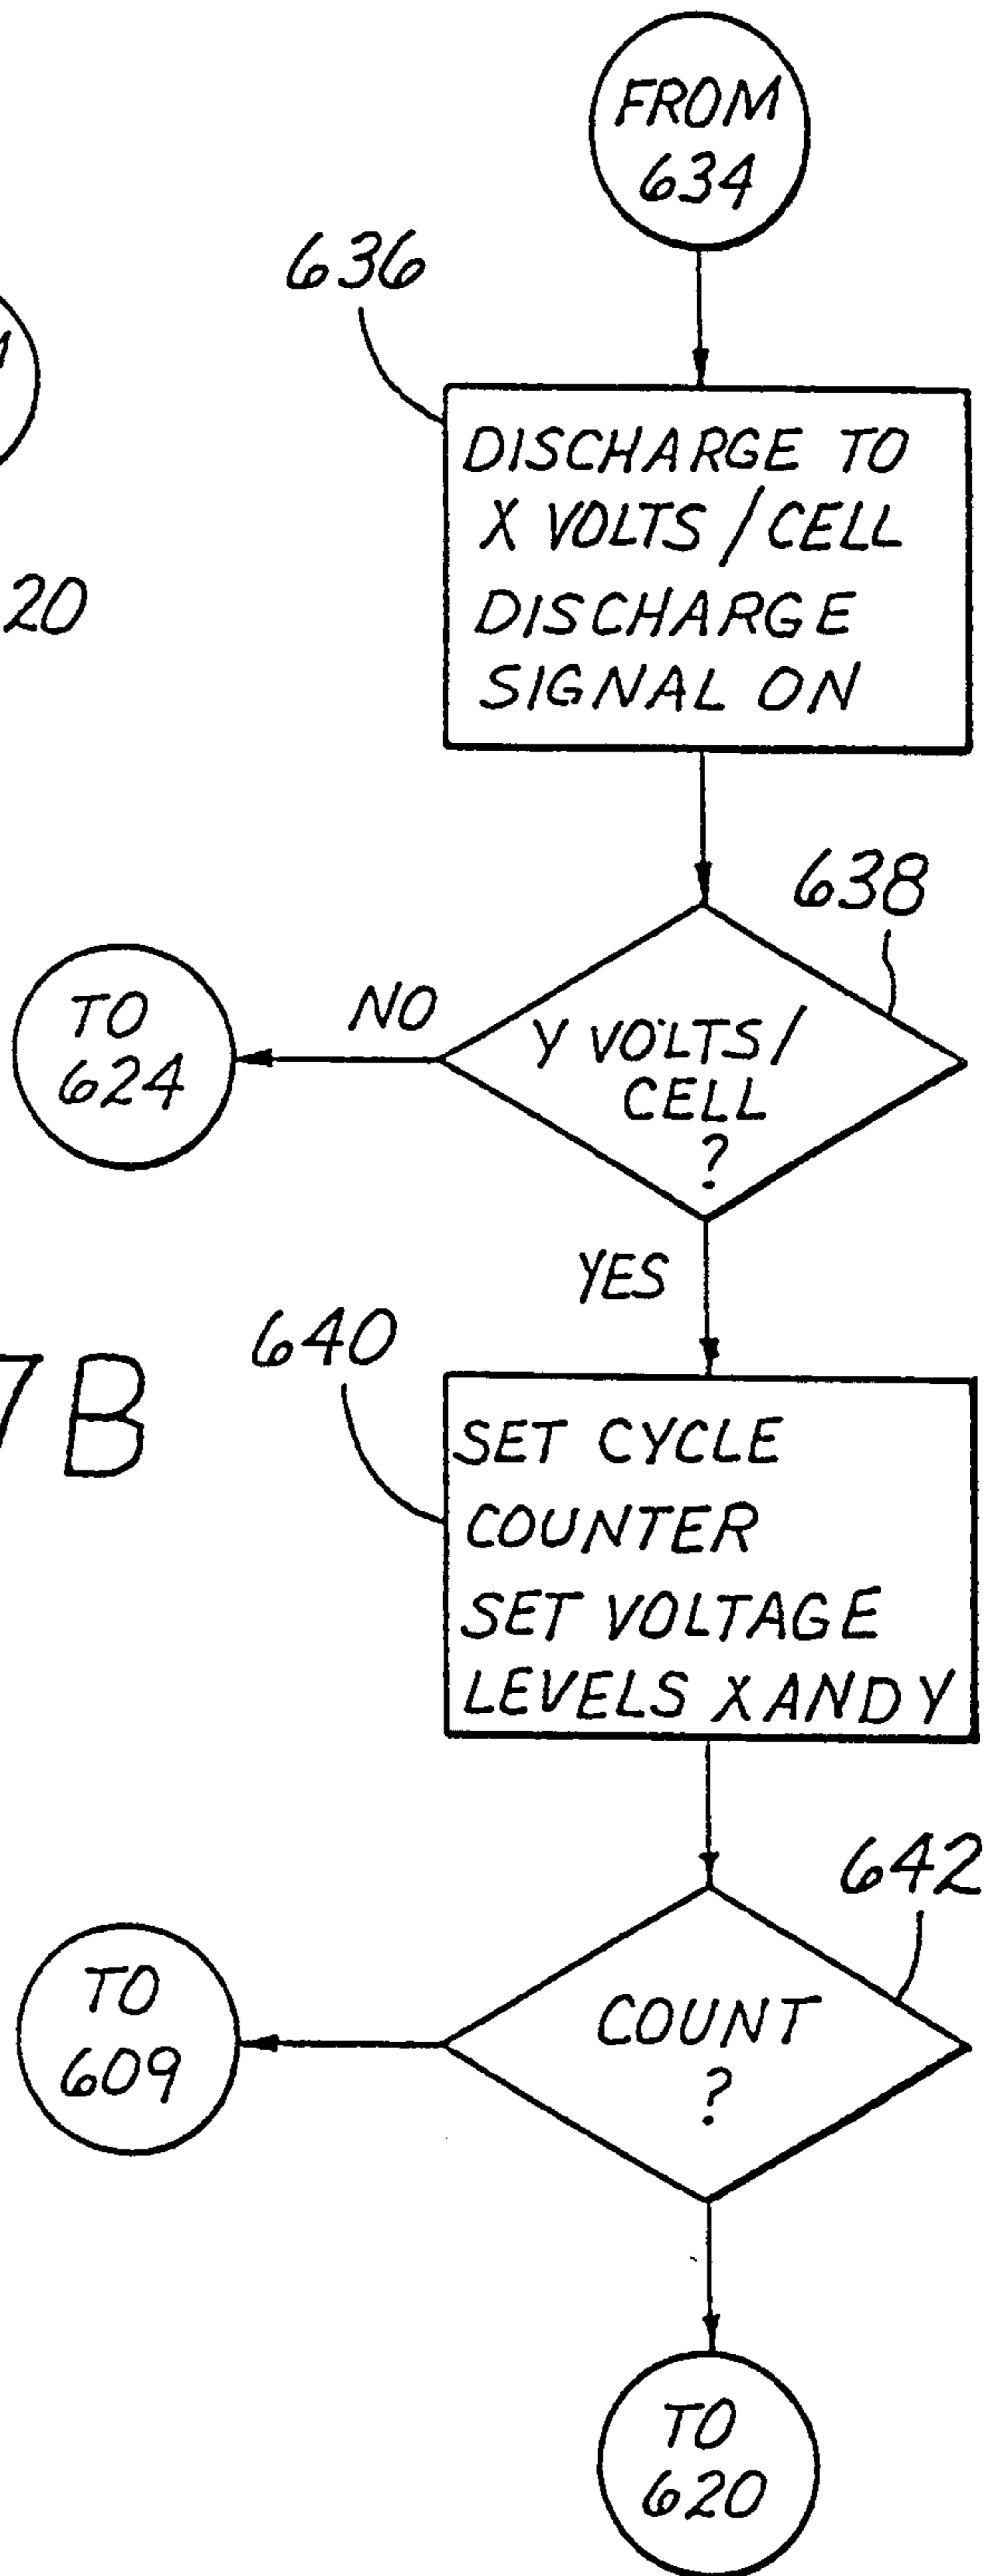 FROM
634
636
DISCHARGE TO
X VOLTS / CELL
DISCHARGE
SIGNAL ON
20
638
Y VOLTS /
CELL
?
NO
TO
624
YES
7B
640
SET CYCLE
COUNTER
SET VOLTAGE
LEVELS X AND Y
642
COUNT
?
TO
609
TO
620